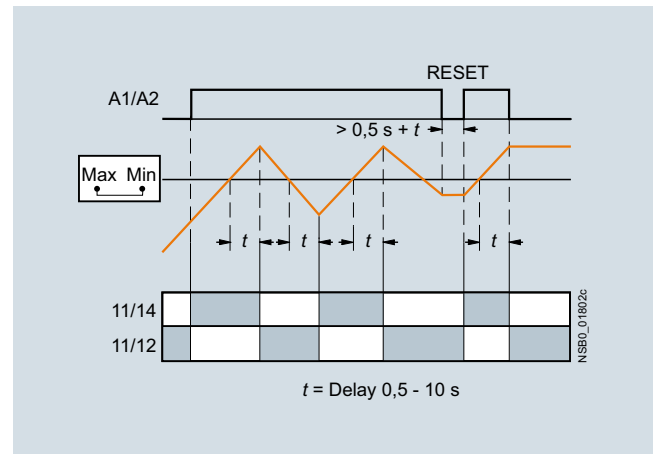 RESET
A1/A2
> 0,5 s + t
Max Min
t t t t
11/14
11/12
NSB0_01802c
t = Delay 0,5 - 10 s